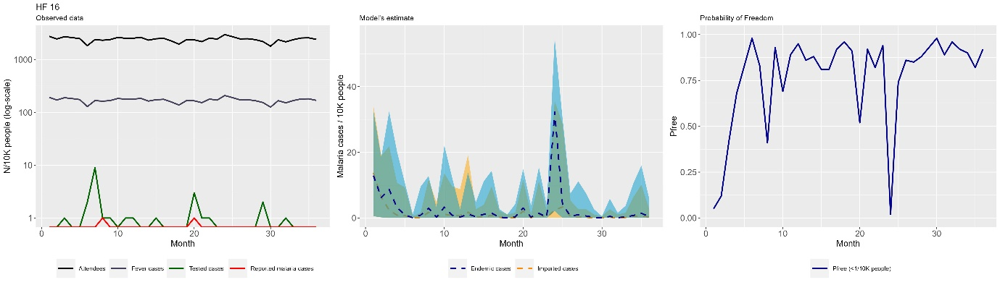 HF 16
Observed data
N/10K people (log-scale)
1000
100
10
1
0
10
20
30
Month
Attendees
Fever cases
Tested cases
Reported malaria cases
Model's estimate
Malaria cases / 10K people
40
20
0
0
10
20
30
Month
Endemic cases
Imported cases
Probability of Freedom
Pfree
1.00
0.75
0.50
0.25
0.00
0
10
20
30
Month
Pfree (<1/10K people)